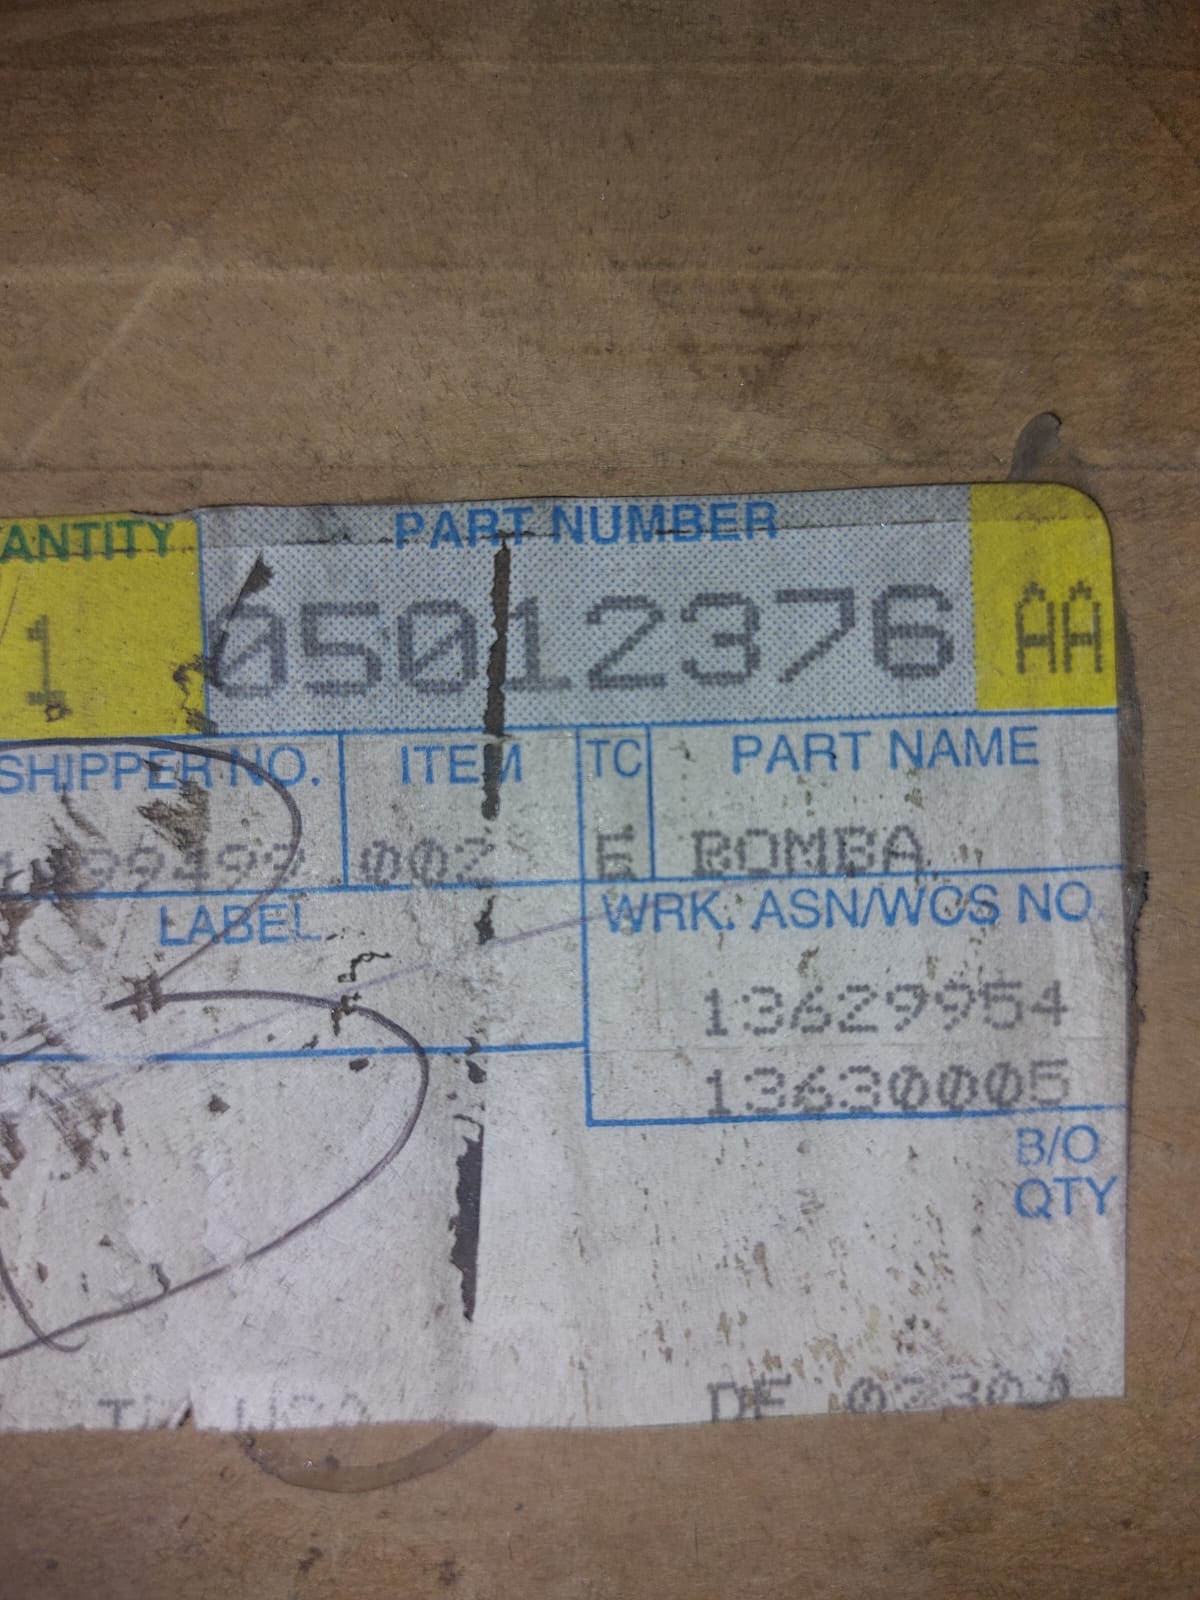 ANTITY PART NUMBER
1 05012376 AA
SHIPPER NO. ITEM TC PART NAME
99499 002 E BOMBA
LABEL WRK. ASN/WCS NO.
13629954
13630005
B/O
QTY